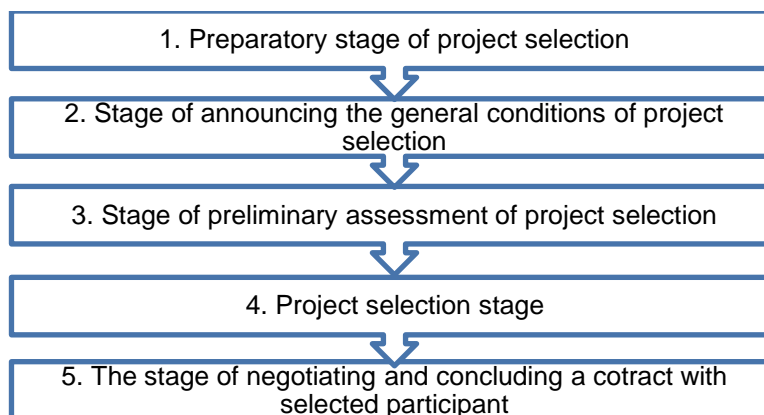 1. Preparatory stage of project selection
2. Stage of announcing the general conditions of project
selection
3. Stage of preliminary assessment of project selection
4. Project selection stage
5. The stage of negotiating and concluding a cotract with
selected participant